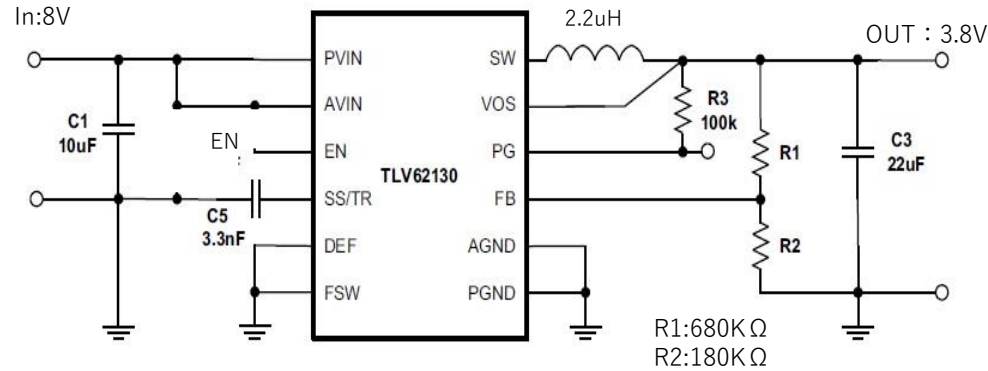 In:8V
2.2uH
OUT：3.8V
PVIN
SW
AVIN
VOS
R3
100k
C1
10uF
EN
:
EN
PG
TLV62130
R1
C3
22uF
SS/TR
FB
C5
3.3nF
DEF
AGND
R2
FSW
PGND
R1:680KΩ
R2:180KΩ